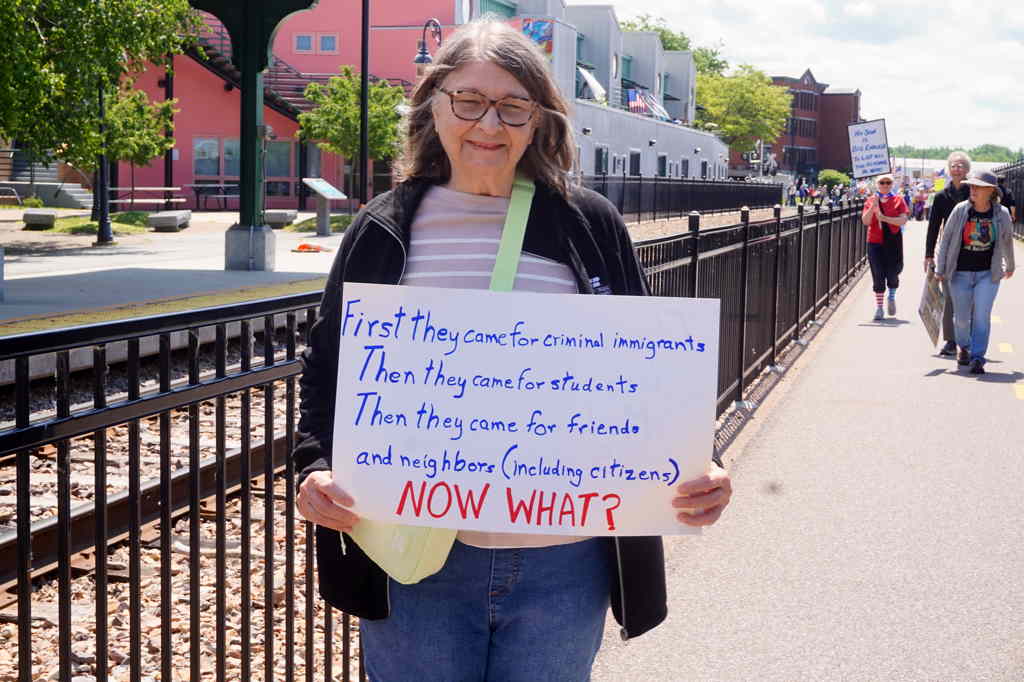 First they came for criminal immigrants
Then they came for students
Then they came for friends
and neighbors (including citizens)
NOW WHAT?